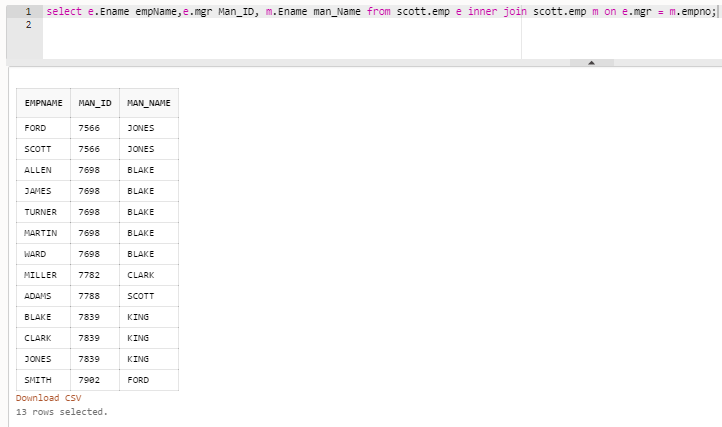 1 select e.Ename empName,e.mgr Man_ID, m.Ename man_Name from scott.emp e inner join scott.emp m on e.mgr = m.empno;
2
EMPNAME MAN_ID MAN_NAME
FORD 7566 JONES
SCOTT 7566 JONES
ALLEN 7698 BLAKE
JAMES 7698 BLAKE
TURNER 7698 BLAKE
MARTIN 7698 BLAKE
WARD 7698 BLAKE
MILLER 7782 CLARK
ADAMS 7788 SCOTT
BLAKE 7839 KING
CLARK 7839 KING
JONES 7839 KING
SMITH 7902 FORD
Download CSV
13 rows selected.